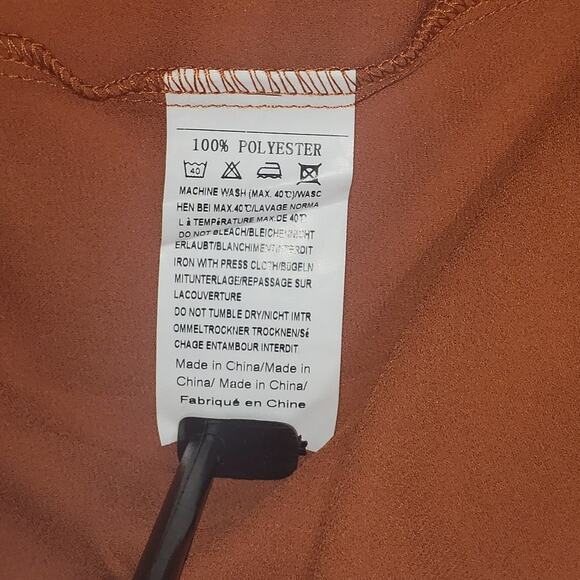 100% POLYESTER
40
MACHINE WASH (MAX. 40℃)/WASC
HEN BEI MAX.40℃/LAVAGE NORMA
L à TEMPéRATURE MAX.DE 40℃
DO NOT BLEACH/BLEICHEN NICHT
ERLAUBT/BLANCHIMENT INTERDIT
IRON WITH PRESS CLOTH/BüGELN
MITUNTERLAGE/REPASSAGE SUR
LACOUVERTURE
DO NOT TUMBLE DRY/NICHT IMTR
OMMELTROCKNER TROCKNEN/Sé
CHAGE ENTAMBOUR INTERDIT
Made in China/Made in
China/ Made in China/
Fabriqué en Chine